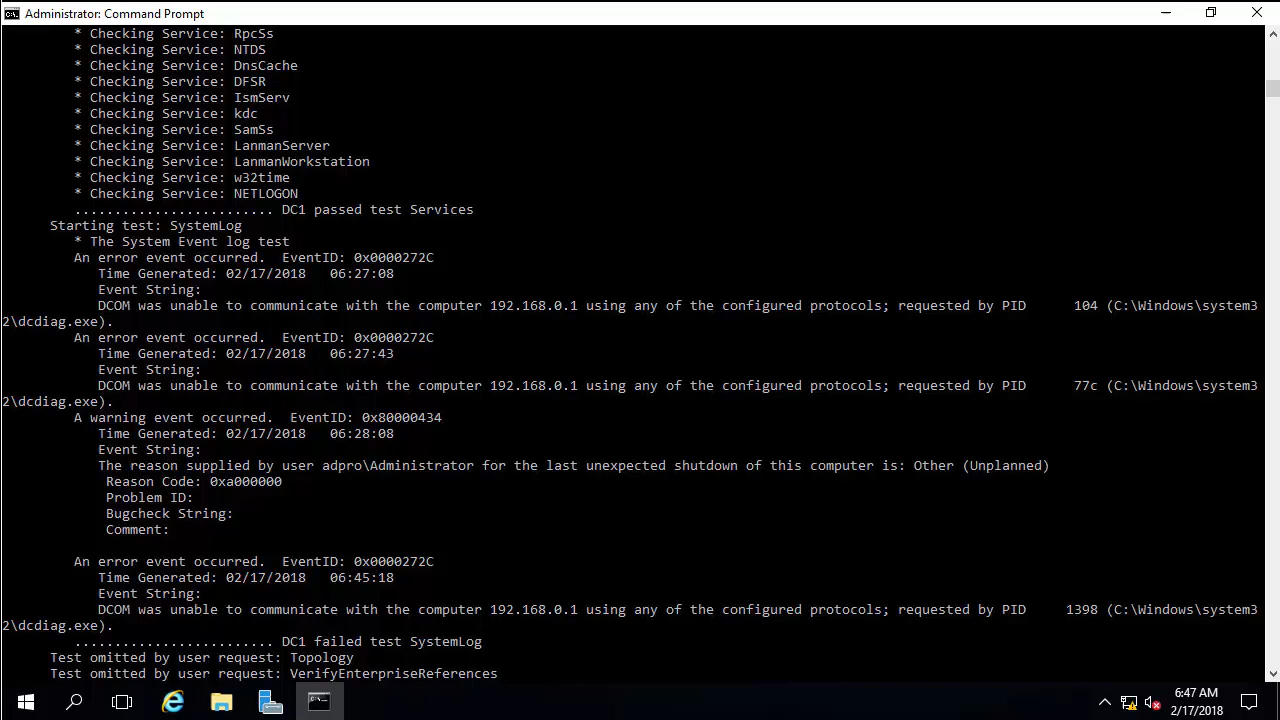 Administrator: Command Prompt
* Checking Service: RpcSs
* Checking Service: NTDS
* Checking Service: DnsCache
* Checking Service: DFSR
* Checking Service: IsmServ
* Checking Service: kdc
* Checking Service: SamSs
* Checking Service: LanmanServer
* Checking Service: LanmanWorkstation
* Checking Service: w32time
* Checking Service: NETLOGON
......................... DC1 passed test Services
Starting test: SystemLog
* The System Event log test
An error event occurred.  EventID: 0x0000272C
Time Generated: 02/17/2018   06:27:08
Event String:
DCOM was unable to communicate with the computer 192.168.0.1 using any of the configured protocols; requested by PID      104 (C:\Windows\system3
2\dcdiag.exe).
An error event occurred.  EventID: 0x0000272C
Time Generated: 02/17/2018   06:27:43
Event String:
DCOM was unable to communicate with the computer 192.168.0.1 using any of the configured protocols; requested by PID      77c (C:\Windows\system3
2\dcdiag.exe).
A warning event occurred.  EventID: 0x80000434
Time Generated: 02/17/2018   06:28:08
Event String:
The reason supplied by user adpro\Administrator for the last unexpected shutdown of this computer is: Other (Unplanned)
Reason Code: 0xa000000
Problem ID:
Bugcheck String:
Comment:
An error event occurred.  EventID: 0x0000272C
Time Generated: 02/17/2018   06:45:18
Event String:
DCOM was unable to communicate with the computer 192.168.0.1 using any of the configured protocols; requested by PID     1398 (C:\Windows\system3
2\dcdiag.exe).
......................... DC1 failed test SystemLog
Test omitted by user request: Topology
Test omitted by user request: VerifyEnterpriseReferences
6:47 AM
2/17/2018